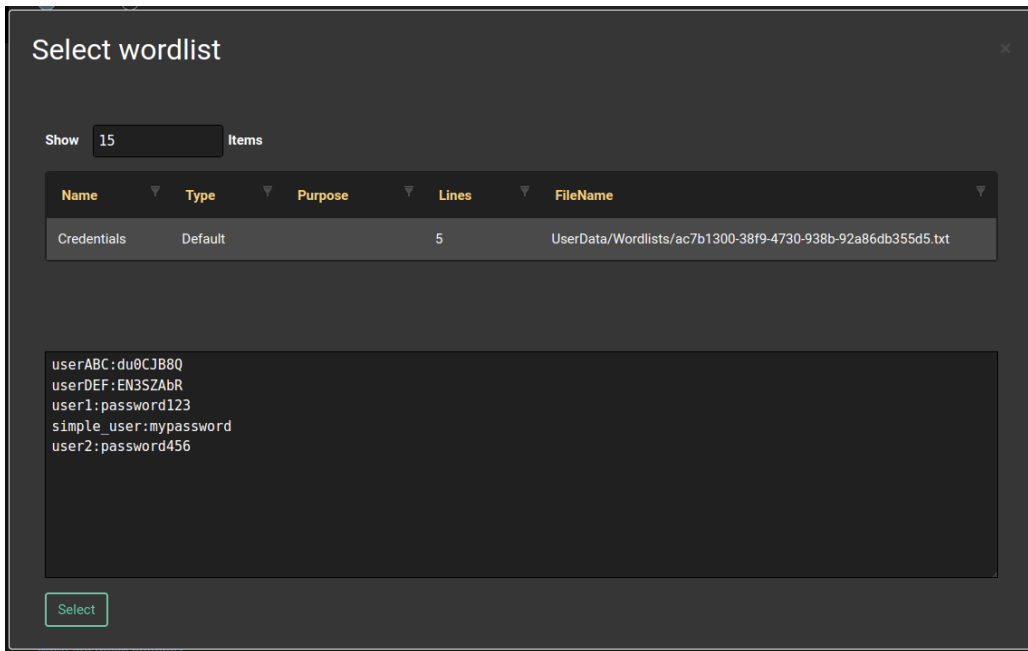 Select wordlist
×
Show 15 Items
Name Type Purpose Lines FileName
Credentials Default 5 UserData/Wordlists/ac7b1300-38f9-4730-938b-92a86db355d5.txt
userABC:du0CJB8Q
userDEF:EN3SZAbR
user1:password123
simple_user:mypassword
user2:password456
Select